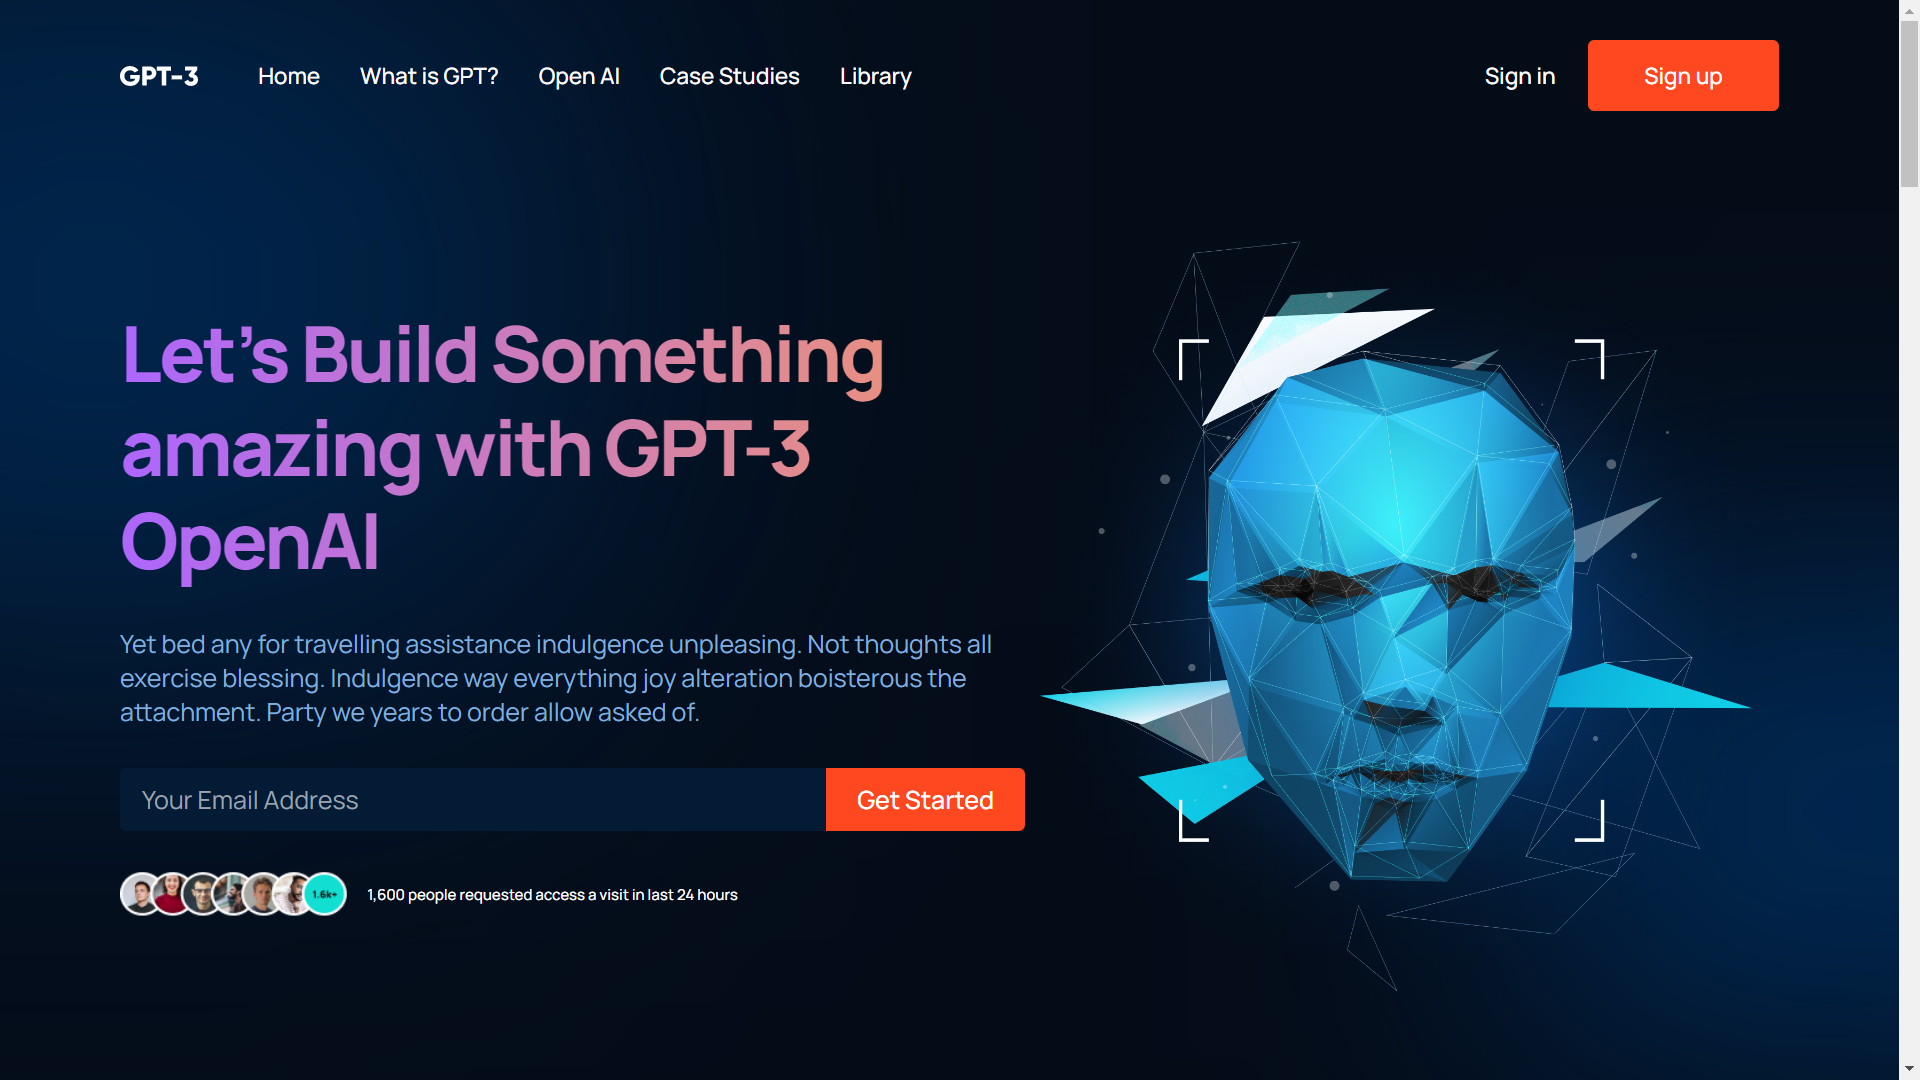 GPT-3
Home
What is GPT?
Open AI
Case Studies
Library
Sign in
Sign up
Let’s Build Something
amazing with GPT-3
OpenAI
Yet bed any for travelling assistance indulgence unpleasing. Not thoughts all
exercise blessing. Indulgence way everything joy alteration boisterous the
attachment. Party we years to order allow asked of.
Your Email Address
Get Started
1.6k+
1,600 people requested access a visit in last 24 hours